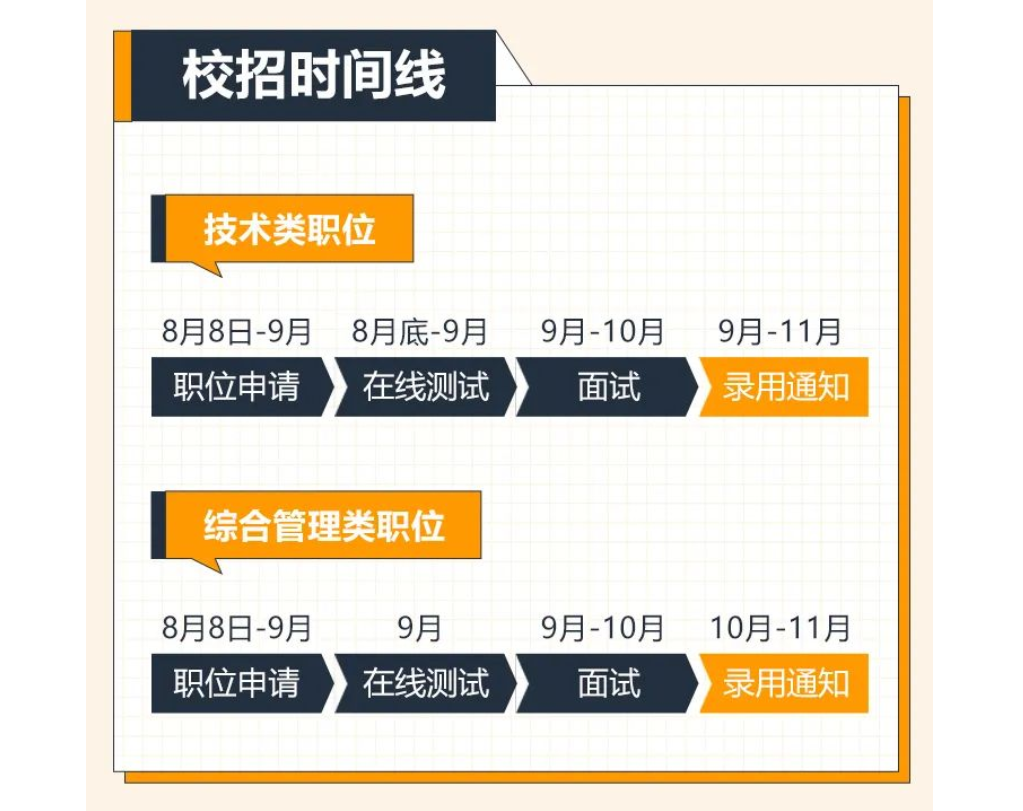 校招时间线
技术类职位
8月8日-9月 8月底-9月 9月-10月 9月-11月
职位申请 在线测试 面试 录用通知
综合管理类职位
8月8日-9月 9月 9月-10月 10月-11月
职位申请 在线测试 面试 录用通知